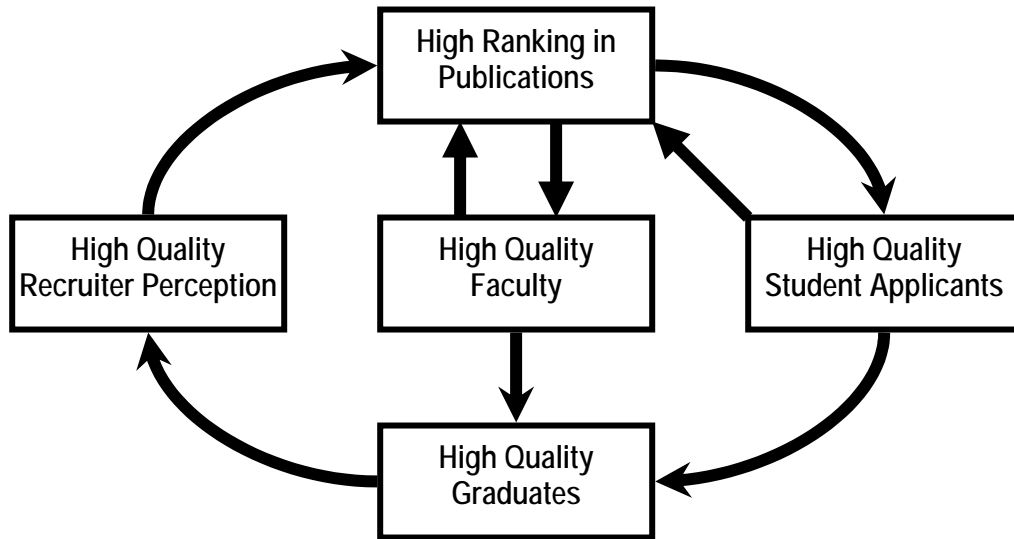 High Ranking in
Publications
High Quality
Recruiter Perception
High Quality
Faculty
High Quality
Student Applicants
High Quality
Graduates